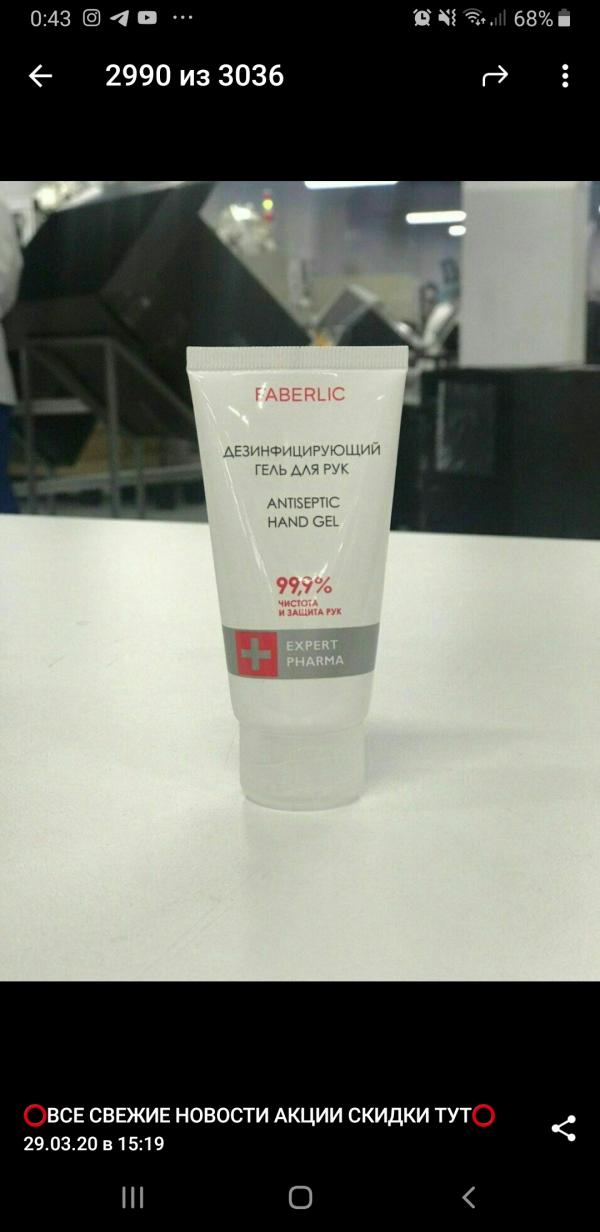 0:43
68%
2990 из 3036
FABERLIC
ДЕЗИНФИЦИРУЮЩИЙ
ГЕЛЬ ДЛЯ РУК
ANTISEPTIC
HAND GEL
99,9%
ЧИСТОТА
И ЗАЩИТА РУК
EXPERT
PHARMA
⭕ВСЕ СВЕЖИЕ НОВОСТИ АКЦИИ СКИДКИ ТУТ⭕
29.03.20 в 15:19